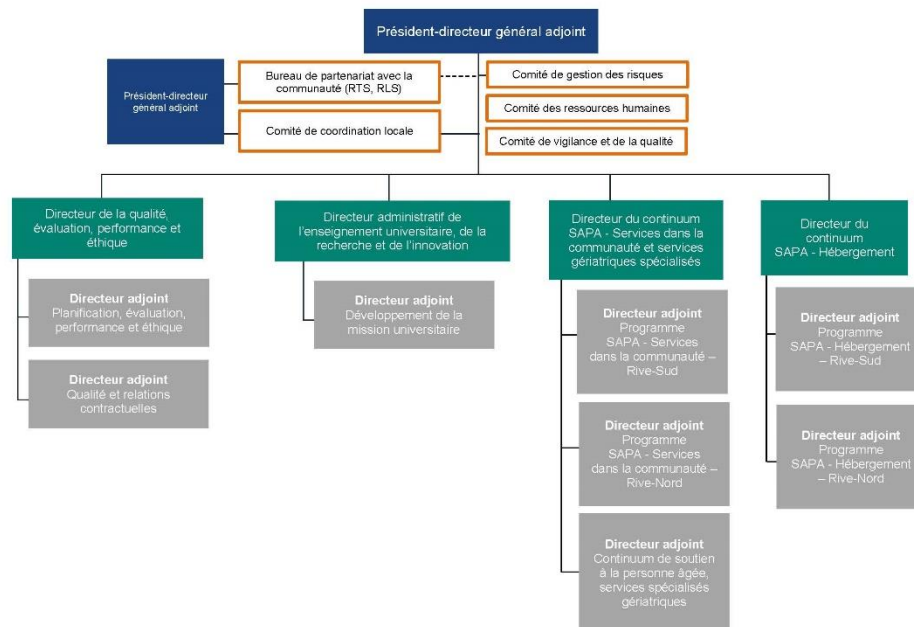 Président-directeur général adjoint
Président-directeur
général adjoint
Bureau de partenariat avec la
communauté (RTS, RLS)
Comité de coordination locale
Comité de gestion des risques
Comité des ressources humaines
Comité de vigilance et de la qualité
Directeur de la qualité,
évaluation, performance et
éthique
Directeur adjoint
Planification, évaluation,
performance et éthique
Directeur adjoint
Qualité et relations
contractuelles
Directeur administratif de
l'enseignement universitaire, de
la recherche et de l'innovation
Directeur adjoint
Développement de la
mission universitaire
Directeur du continuum
SAPA - Services dans la
communauté et services
gériatriques spécialisés
Directeur adjoint
Programme
SAPA - Services
dans la communauté –
Rive-Sud
Directeur adjoint
Programme
SAPA - Services
dans la communauté –
Rive-Nord
Directeur adjoint
Continuum de soutien
à la personne âgée,
services spécialisés
gériatriques
Directeur du
continuum
SAPA - Hébergement
Directeur adjoint
Programme
SAPA - Hébergement
– Rive-Sud
Directeur adjoint
Programme
SAPA - Hébergement
– Rive-Nord